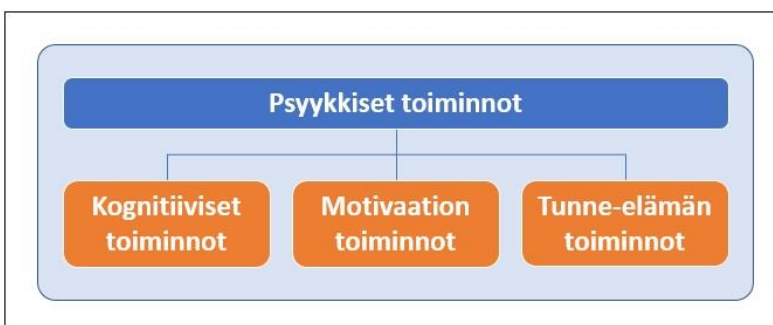 Psyykkiset toiminnot
Kognitiiviset
toiminnot
Motivaation
toiminnot
Tunne-elämän
toiminnot